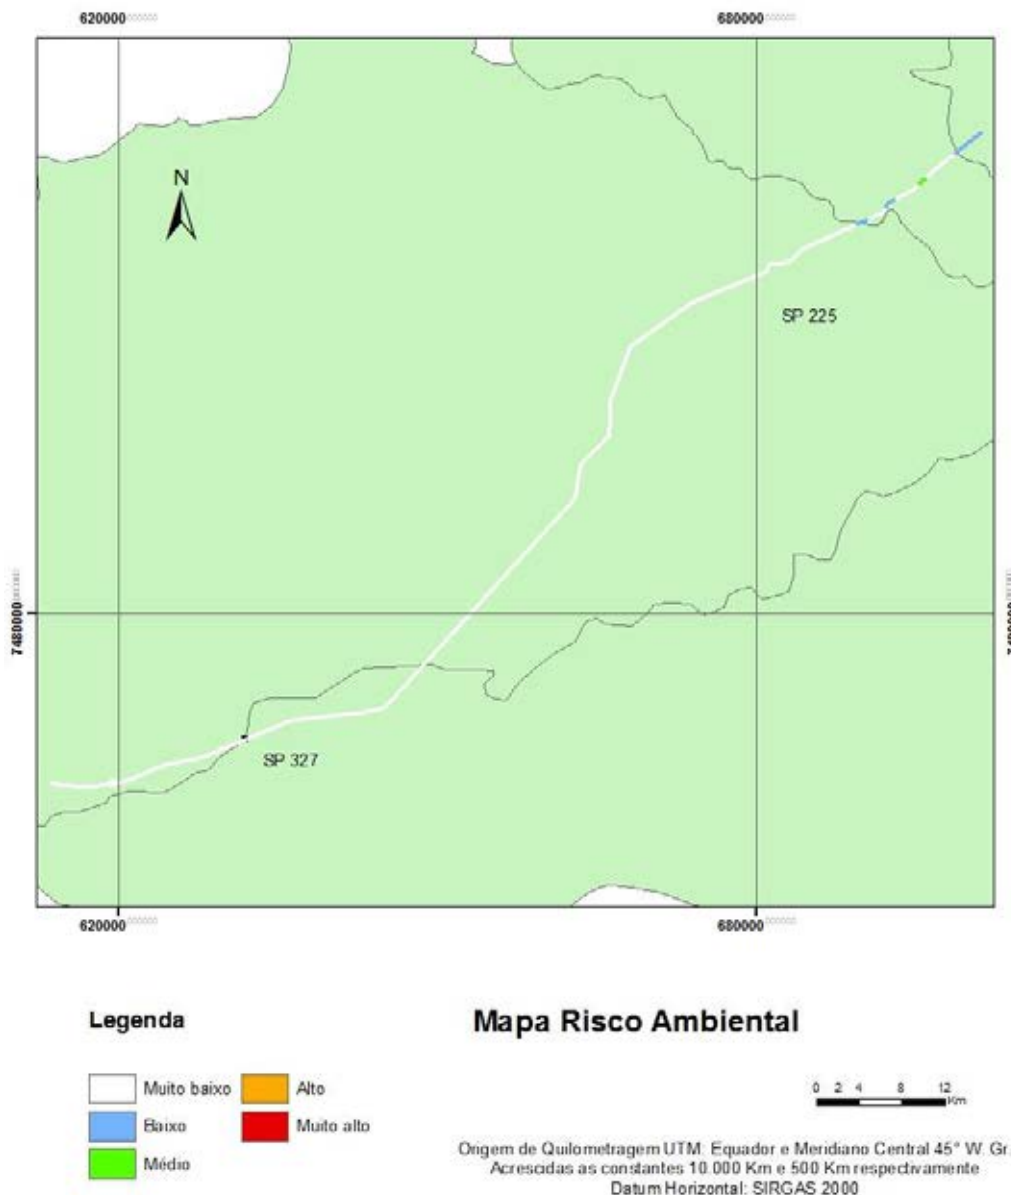 620000 680000
N
SP 225
7480000
SP 327
620000 680000
Legenda
Mapa Risco Ambiental
Muito baixo Alto
Baixo Muito alto
Médio
0 2 4 8 12
Km
Origem de Quilometragem UTM: Equador e Meridiano Central 45° W. Gr.
Acrescidas as constantes 10.000 Km e 500 Km respectivamente
Datum Horizontal: SIRGAS 2000